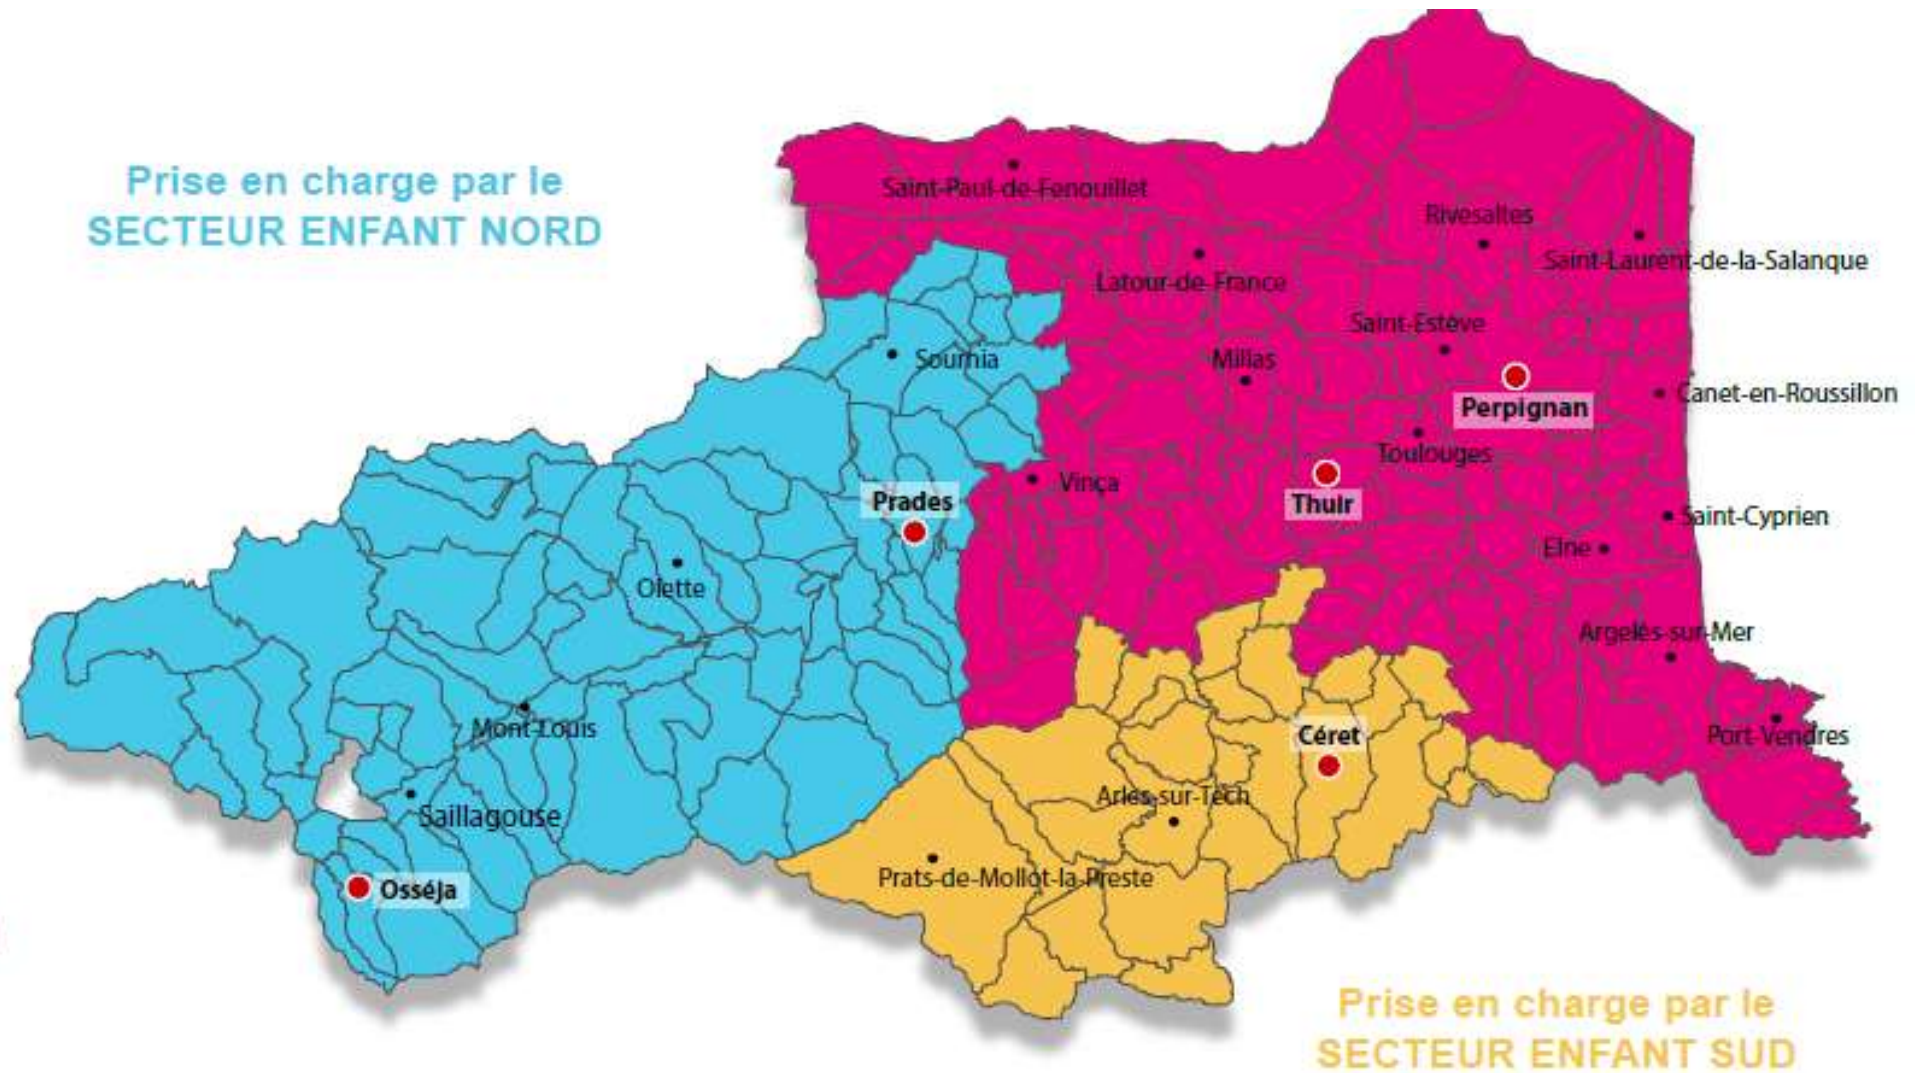 Prise en charge par le
SECTEUR ENFANT NORD
Saint-Paul-de-Fenouillet
Rivesaltes
Saint-Laurent-de-la-Salanque
Latour-de-France
Saint-Estève
Sournia
Millas
Canet-en-Roussillon
Perpignan
Toulouges
Vinça
Prades
Thuir
Saint-Cyprien
Elne
Olette
Argelès-sur-Mer
Mont-Louis
Céret
Port-Vendres
Arles-sur-Tech
Saillagouse
Prats-de-Mollot-la-Preste
Osséja
Prise en charge par le
SECTEUR ENFANT SUD